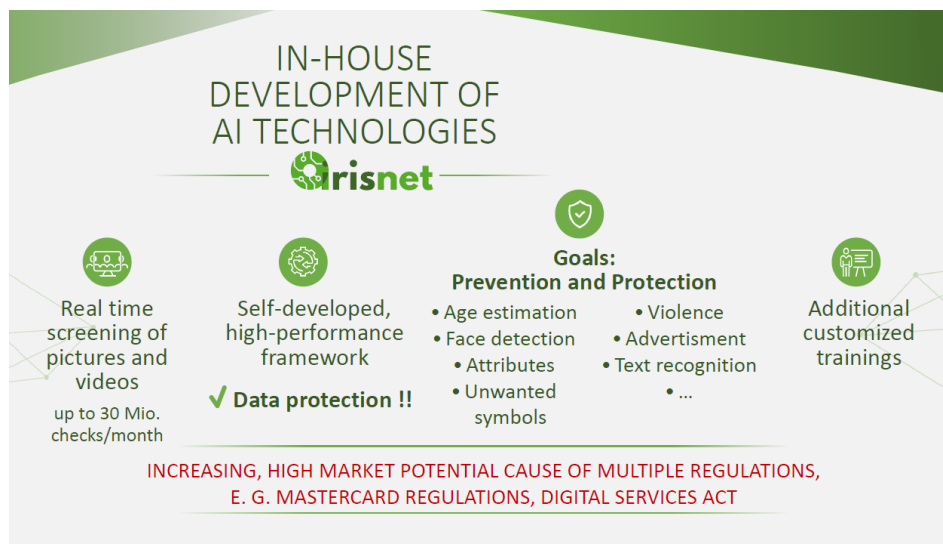 IN-HOUSE
DEVELOPMENT OF
AI TECHNOLOGIES
irisnet
Real time
screening of
pictures and
videos
up to 30 Mio.
checks/month
Self-developed,
high-performance
framework
✓ Data protection !!
Goals:
Prevention and Protection
• Age estimation
• Face detection
• Attributes
• Unwanted
symbols
• Violence
• Advertisment
• Text recognition
• ...
Additional
customized
trainings
INCREASING, HIGH MARKET POTENTIAL CAUSE OF MULTIPLE REGULATIONS,
E. G. MASTERCARD REGULATIONS, DIGITAL SERVICES ACT